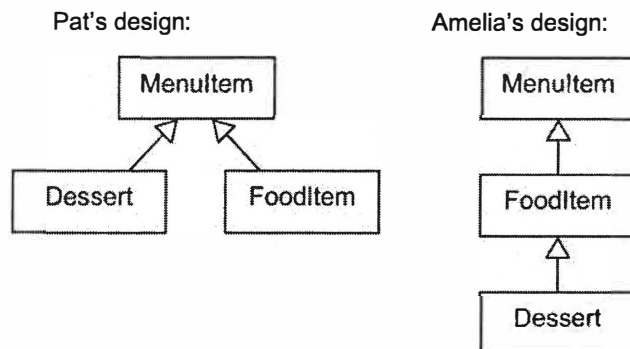 Pat's design:
Amelia's design:
MenuItem
MenuItem
Dessert
FoodItem
FoodItem
Dessert